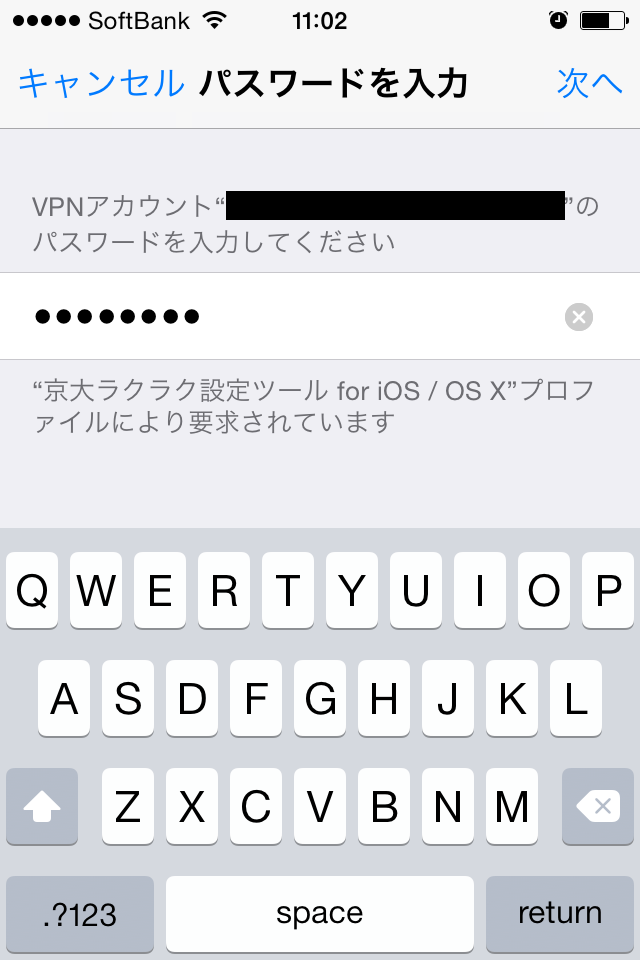 SoftBank 11:02
キャンセル パスワードを入力 次へ
VPNアカウント“”の
パスワードを入力してください
●●●●●●●●
“京大ラクラク設定ツール for iOS / OS X”プロフ
ァイルにより要求されています
Q W E R T Y U I O P
A S D F G H J K L
Z X C V B N M
.?123 space return